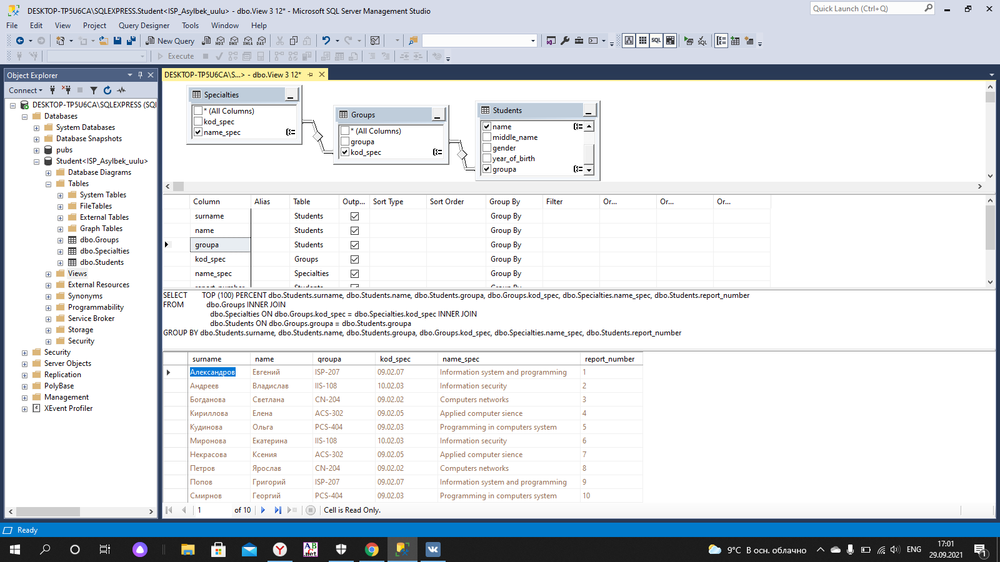 DESKTOP-TP5U6CA\SQLEXPRESS.Student<ISP_Asylbek_uulu> - dbo.View 3 12* - Microsoft SQL Server Management Studio
Quick Launch (Ctrl+Q)
File Edit View Project Query Designer Tools Window Help
New Query MDX DMX XMLA DAX SQL SQL
Execute
Object Explorer
DESKTOP-TP5U6CA\S...> - dbo.View 3 12*
Connect
DESKTOP-TP5U6CA\SQLEXPRESS (SQ
Databases
System Databases
Database Snapshots
pubs
Student<ISP_Asylbek_uulu>
Database Diagrams
Tables
System Tables
FileTables
External Tables
Graph Tables
dbo.Groups
dbo.Specialties
dbo.Students
Views
External Resources
Synonyms
Programmability
Service Broker
Storage
Security
Security
Server Objects
Replication
PolyBase
Management
XEvent Profiler
Specialties
* (All Columns)
kod_spec
name_spec
Groups
* (All Columns)
groupa
kod_spec
Students
name
middle_name
gender
year_of_birth
groupa
Column Alias Table Outp... Sort Type Sort Order Group By Filter Or... Or... Or...
surname Students Group By
name Students Group By
groupa Students Group By
kod_spec Groups Group By
name_spec Specialties Group By
SELECT TOP (100) PERCENT dbo.Students.surname, dbo.Students.name, dbo.Students.groupa, dbo.Groups.kod_spec, dbo.Specialties.name_spec, dbo.Students.report_number
FROM dbo.Groups INNER JOIN
dbo.Specialties ON dbo.Groups.kod_spec = dbo.Specialties.kod_spec INNER JOIN
dbo.Students ON dbo.Groups.groupa = dbo.Students.groupa
GROUP BY dbo.Students.surname, dbo.Students.name, dbo.Students.groupa, dbo.Groups.kod_spec, dbo.Specialties.name_spec, dbo.Students.report_number
surname name groupa kod_spec name_spec report_number
Александров Евгений ISP-207 09.02.07 Information system and programming 1
Андреев Владислав IIS-108 10.02.03 Information security 2
Богданова Светлана CN-204 09.02.02 Computers networks 3
Кириллова Елена ACS-302 09.02.05 Applied computer sience 4
Кудинова Ольга PCS-404 09.02.03 Programming in computers system 5
Миронова Екатерина IIS-108 10.02.03 Information security 6
Некрасова Ксения ACS-302 09.02.05 Applied computer sience 7
Петров Ярослав CN-204 09.02.02 Computers networks 8
Попов Григорий ISP-207 09.02.07 Information system and programming 9
Смирнов Георгий PCS-404 09.02.03 Programming in computers system 10
1 of 10 Cell is Read Only.
Ready
ABC .net
9°C В осн. облачно
ENG
17:01
29.09.2021
1